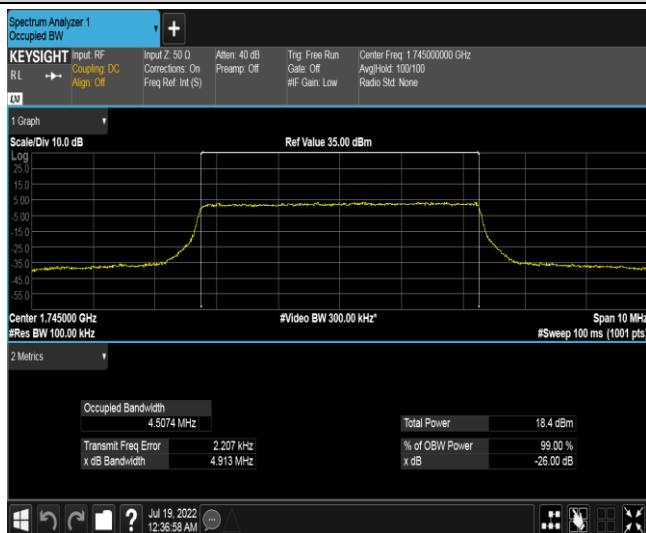 Spectrum Analyzer 1
Occupied BW
+
KEYSIGHT Input: RF Input Z: 50 Ω Atten: 40 dB Trig: Free Run Center Freq: 1.745000000 GHz
RL Coupling: DC Corrections: On Preamp: Off Gate: Off Avg|Hold: 100/100
Align: Off Freq Ref: Int (S) #IF Gain: Low Radio Std: None
LXI
1 Graph
Scale/Div 10.0 dB Ref Value 35.00 dBm
Log
25.0
15.0
5.00
-5.00
-15.0
-25.0
-35.0
-45.0
-55.0
Center 1.745000 GHz #Video BW 300.00 kHz* Span 10 MHz
#Res BW 100.00 kHz #Sweep 100 ms (1001 pts)
2 Metrics
Occupied Bandwidth
4.5074 MHz Total Power 18.4 dBm
Transmit Freq Error 2.207 kHz % of OBW Power 99.00 %
x dB Bandwidth 4.913 MHz x dB -26.00 dB
? Jul 19, 2022
12:36:58 AM